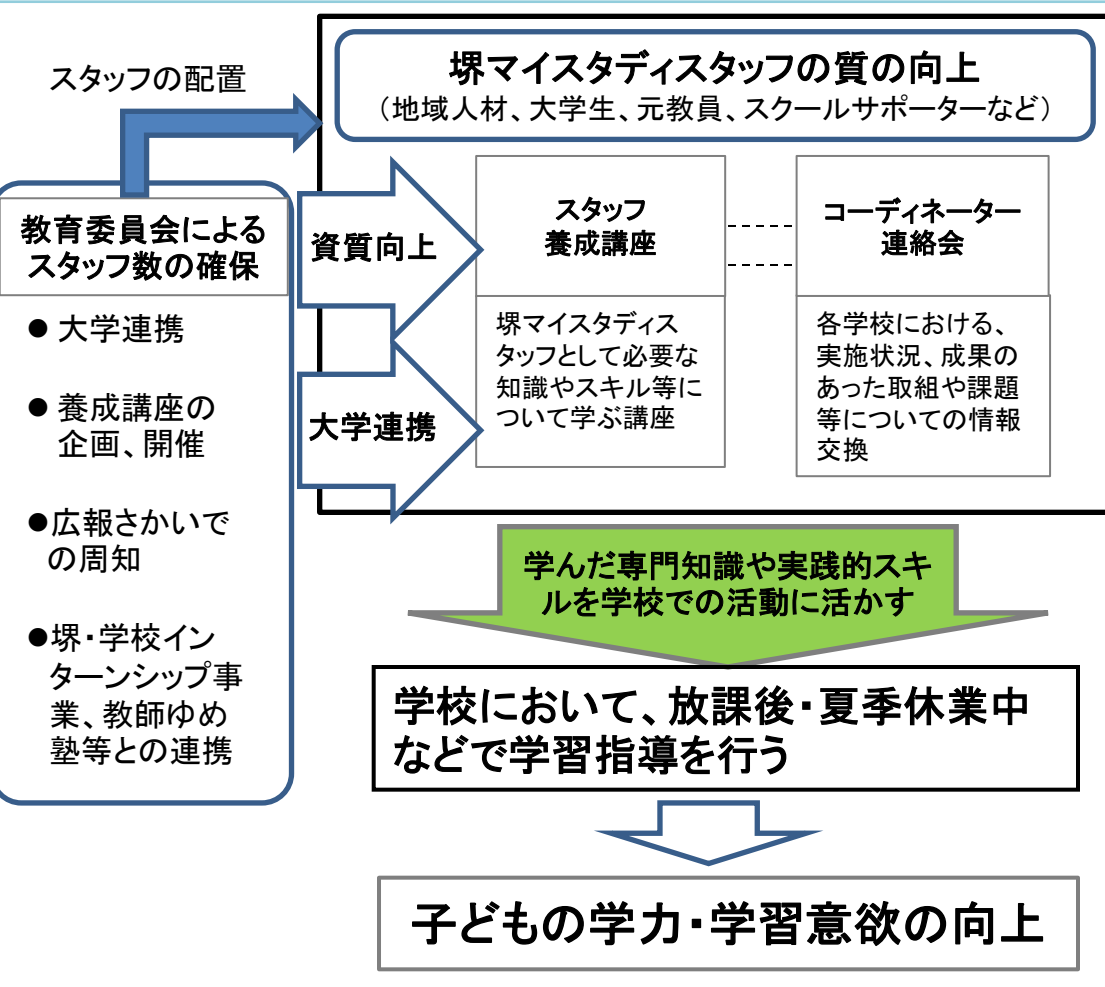 スタッフの配置
堺マイスタディスタッフの質の向上
（地域人材、大学生、元教員、スクールサポーターなど）
教育委員会による
スタッフ数の確保
●大学連携
●養成講座の
企画、開催
●広報さかいで
の周知
●堺・学校イン
ターンシップ事
業、教師ゆめ
塾等との連携
資質向上
大学連携
スタッフ
養成講座
堺マイスタディス
タッフとして必要な
知識やスキル等に
ついて学ぶ講座
コーディネーター
連絡会
各学校における、
実施状況、成果の
あった取組や課題
等についての情報
交換
学んだ専門知識や実践的スキ
ルを学校での活動に活かす
学校において、放課後・夏季休業中
などで学習指導を行う
子どもの学力・学習意欲の向上